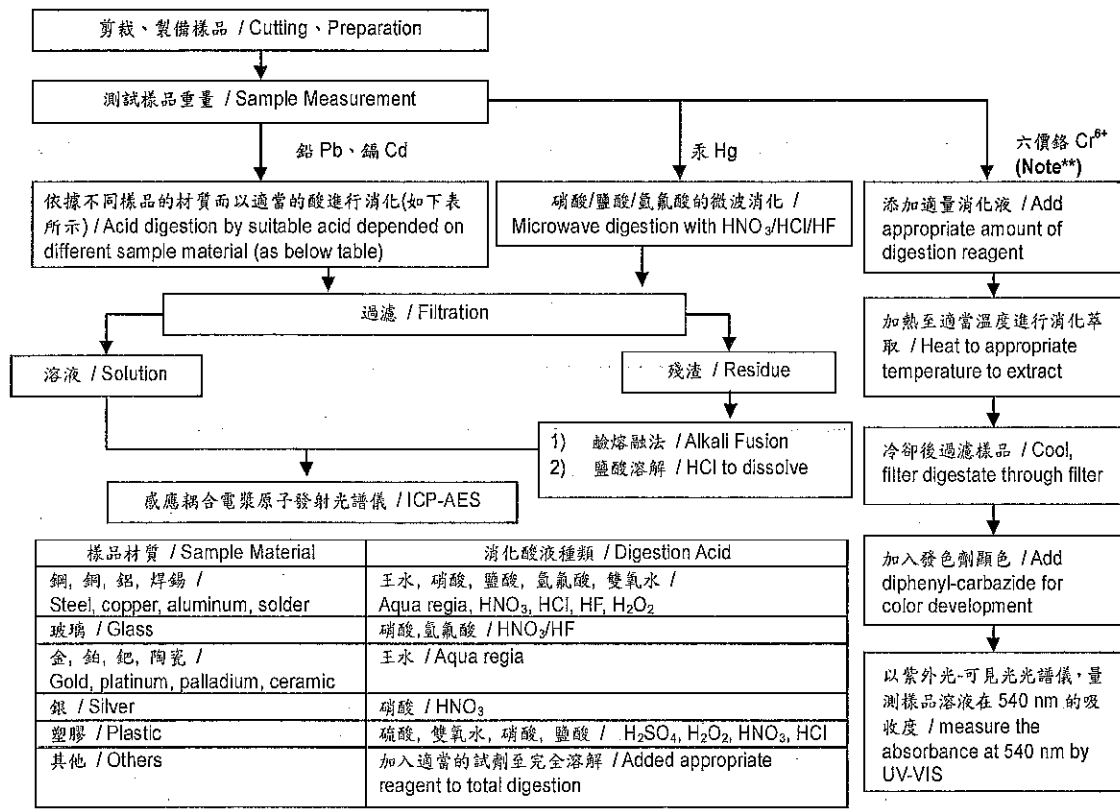 剪裁、製備樣品 / Cutting、Preparation
測試樣品重量 / Sample Measurement
鉛 Pb、鎘 Cd
汞 Hg
六價鉻 Cr⁶⁺
(Note**)
依據不同樣品的材質而以適當的酸進行消化(如下表
所示) / Acid digestion by suitable acid depended on
different sample material (as below table)
硝酸/鹽酸/氫氟酸的微波消化 /
Microwave digestion with HNO₃/HCl/HF
添加適量消化液 / Add
appropriate amount of
digestion reagent
過濾 / Filtration
加熱至適當溫度進行消化萃
取 / Heat to appropriate
temperature to extract
溶液 / Solution
殘渣 / Residue
1) 鹼熔融法 / Alkali Fusion
2) 鹽酸溶解 / HCl to dissolve
冷卻後過濾樣品 / Cool,
filter digestate through filter
感應耦合電漿原子發射光譜儀 / ICP-AES
加入發色劑顯色 / Add
diphenyl-carbazide for
color development
以紫外光-可見光光譜儀，量
測樣品溶液在 540 nm 的吸
收度 / measure the
absorbance at 540 nm by
UV-VIS
樣品材質 / Sample Material
消化酸液種類 / Digestion Acid
鋼, 銅, 鋁, 焊錫 /
Steel, copper, aluminum, solder
王水, 硝酸, 鹽酸, 氫氟酸, 雙氧水 /
Aqua regia, HNO₃, HCl, HF, H₂O₂
玻璃 / Glass
硝酸,氫氟酸 / HNO₃/HF
金, 鉑, 鈀, 陶瓷 /
Gold, platinum, palladium, ceramic
王水 / Aqua regia
銀 / Silver
硝酸 / HNO₃
塑膠 / Plastic
硫酸, 雙氧水, 硝酸, 鹽酸 / H₂SO₄, H₂O₂, HNO₃, HCl
其他 / Others
加入適當的試劑至完全溶解 / Added appropriate
reagent to total digestion